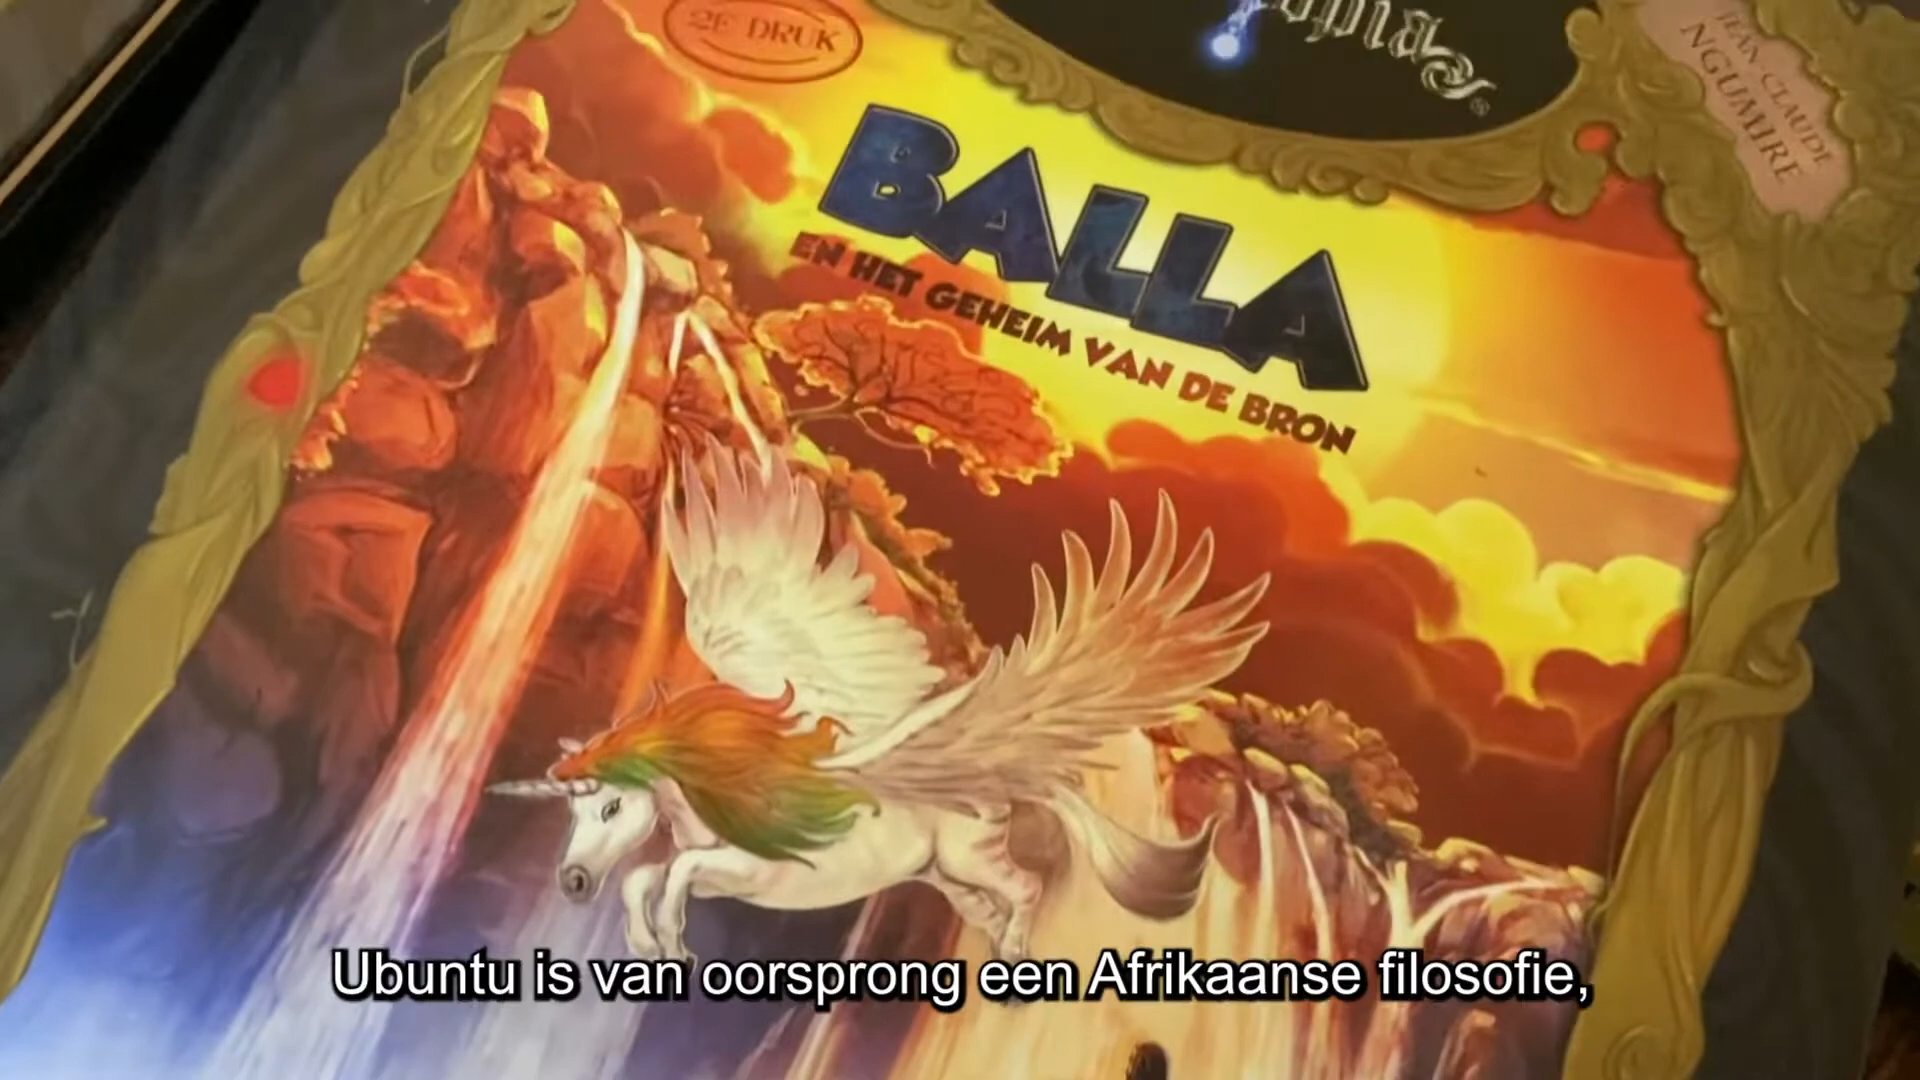 2E DRUK
JEAN-CLAUDE
NGUMIRE
BALLA
EN HET GEHEIM VAN DE BRON
Ubuntu is van oorsprong een Afrikaanse filosofie,